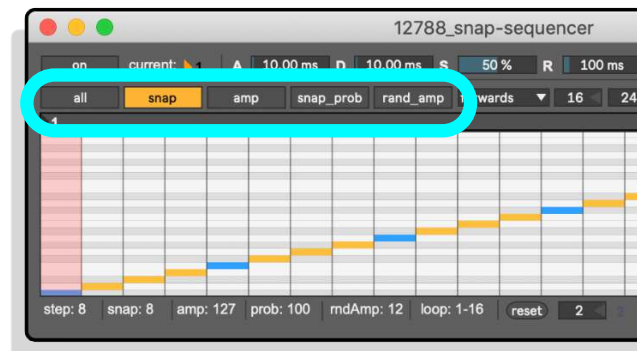 12788_snap-sequencer
on current: 1 A 10.00 ms D 10.00 ms S 50 % R 100 ms
all snap amp snap_prob rand_amp wards 16 24
1
step: 8 snap: 8 amp: 127 prob: 100 rndAmp: 12 loop: 1-16 reset 2